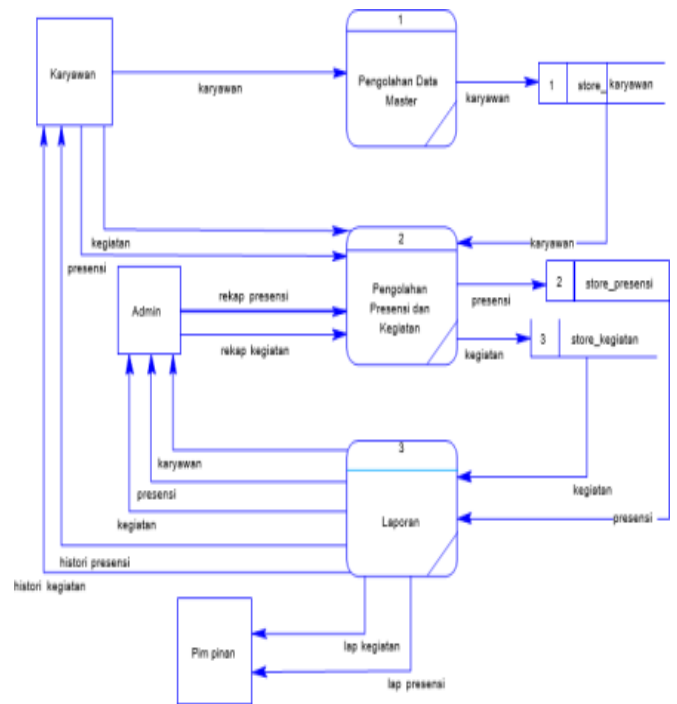 1
Karyawan
Pengolahan Data
Master
karyawan
karyawan
1 store_karyawan
kegiatan
presensi
2
karyawan
Pengolahan
Presensi dan
Kegiatan
Admin
rekap presensi
rekap kegiatan
presensi
2 store_presensi
kegiatan
3 store_kegiatan
3
Laporan
karyawan
presensi
kegiatan
kegiatan
presensi
histori presensi
histori kegiatan
Pim pinan
lap kegiatan
lap presensi